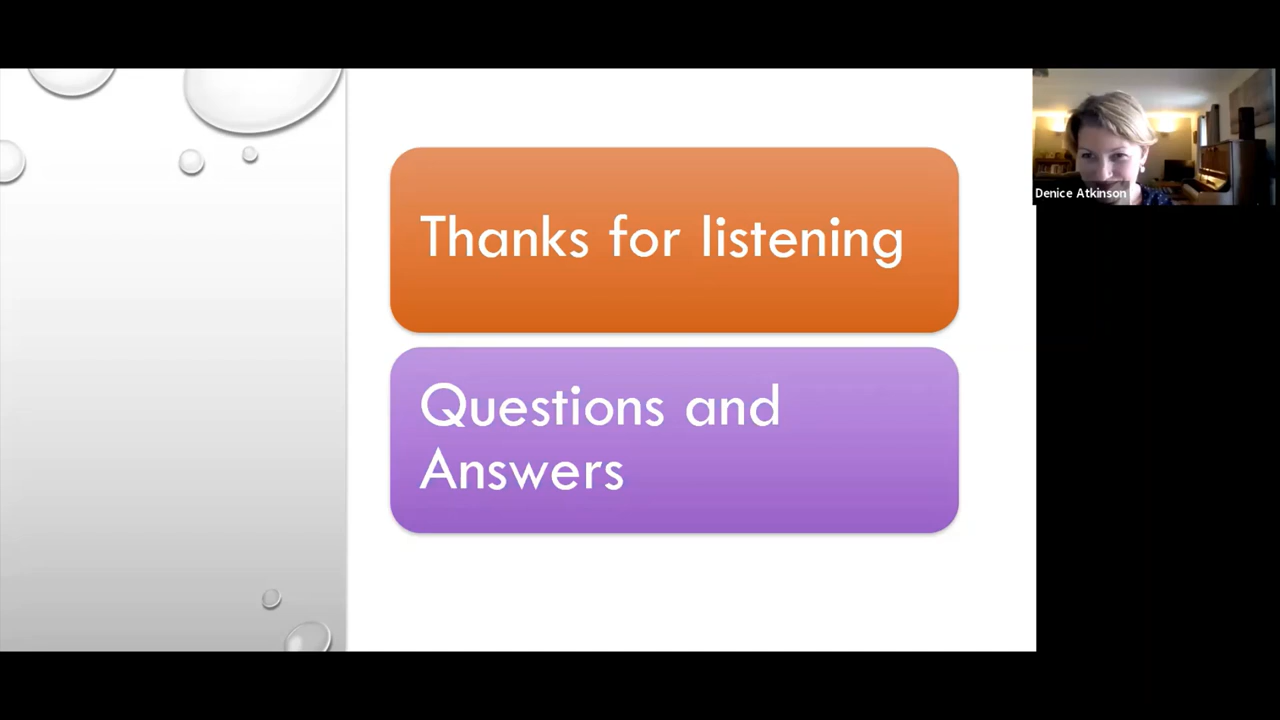 Thanks for listening
Questions and
Answers
Denice Atkinson